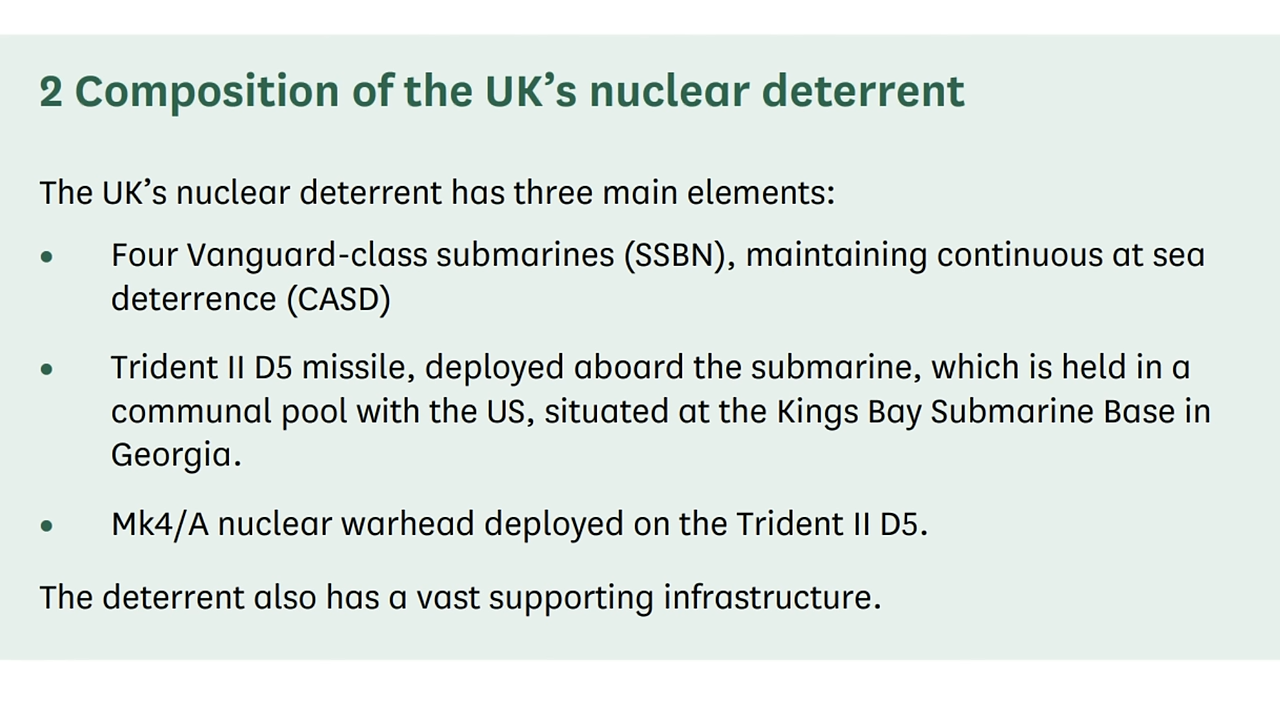 2 Composition of the UK’s nuclear deterrent
The UK’s nuclear deterrent has three main elements:
• Four Vanguard-class submarines (SSBN), maintaining continuous at sea
deterrence (CASD)
• Trident II D5 missile, deployed aboard the submarine, which is held in a
communal pool with the US, situated at the Kings Bay Submarine Base in
Georgia.
• Mk4/A nuclear warhead deployed on the Trident II D5.
The deterrent also has a vast supporting infrastructure.